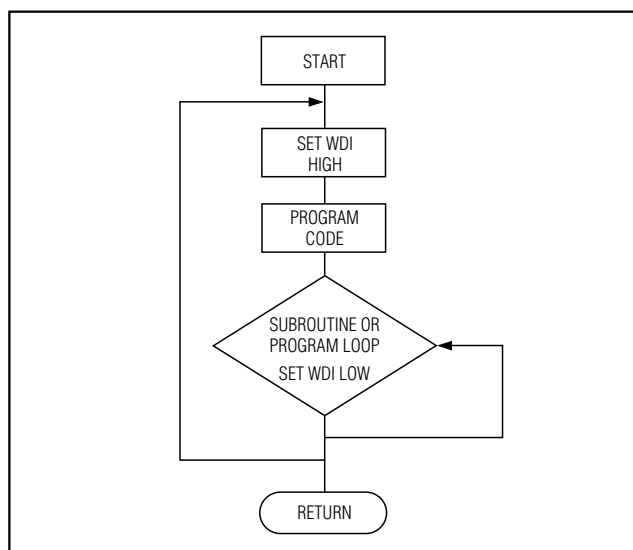 START
SET WDI
HIGH
PROGRAM
CODE
SUBROUTINE OR
PROGRAM LOOP
SET WDI LOW
RETURN